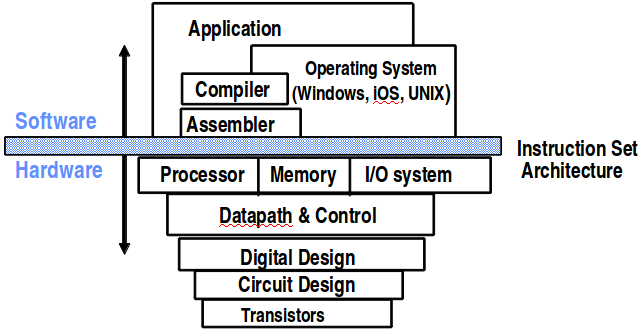 Application
Operating System
(Windows, iOS, UNIX)
Compiler
Assembler
Software
Hardware
Instruction Set
Architecture
Processor
Memory
I/O system
Datapath & Control
Digital Design
Circuit Design
Transistors